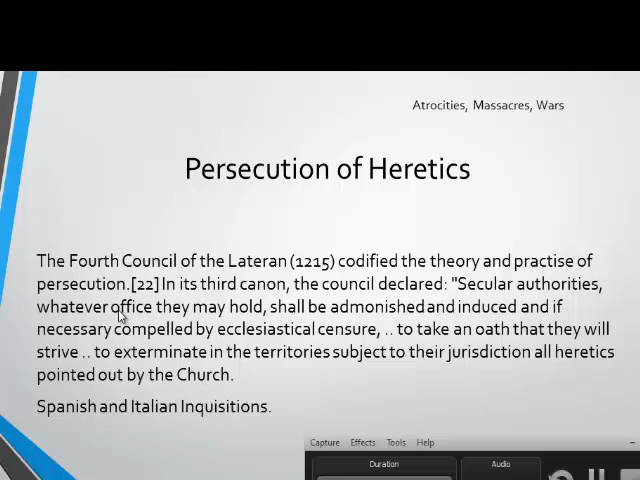 Atrocities, Massacres, Wars
Persecution of Heretics
The Fourth Council of the Lateran (1215) codified the theory and practise of
persecution.[22] In its third canon, the council declared: "Secular authorities,
whatever office they may hold, shall be admonished and induced and if
necessary compelled by ecclesiastical censure, .. to take an oath that they will
strive .. to exterminate in the territories subject to their jurisdiction all heretics
pointed out by the Church.
Spanish and Italian Inquisitions.
Capture Effects Tools Help
Duration Audio